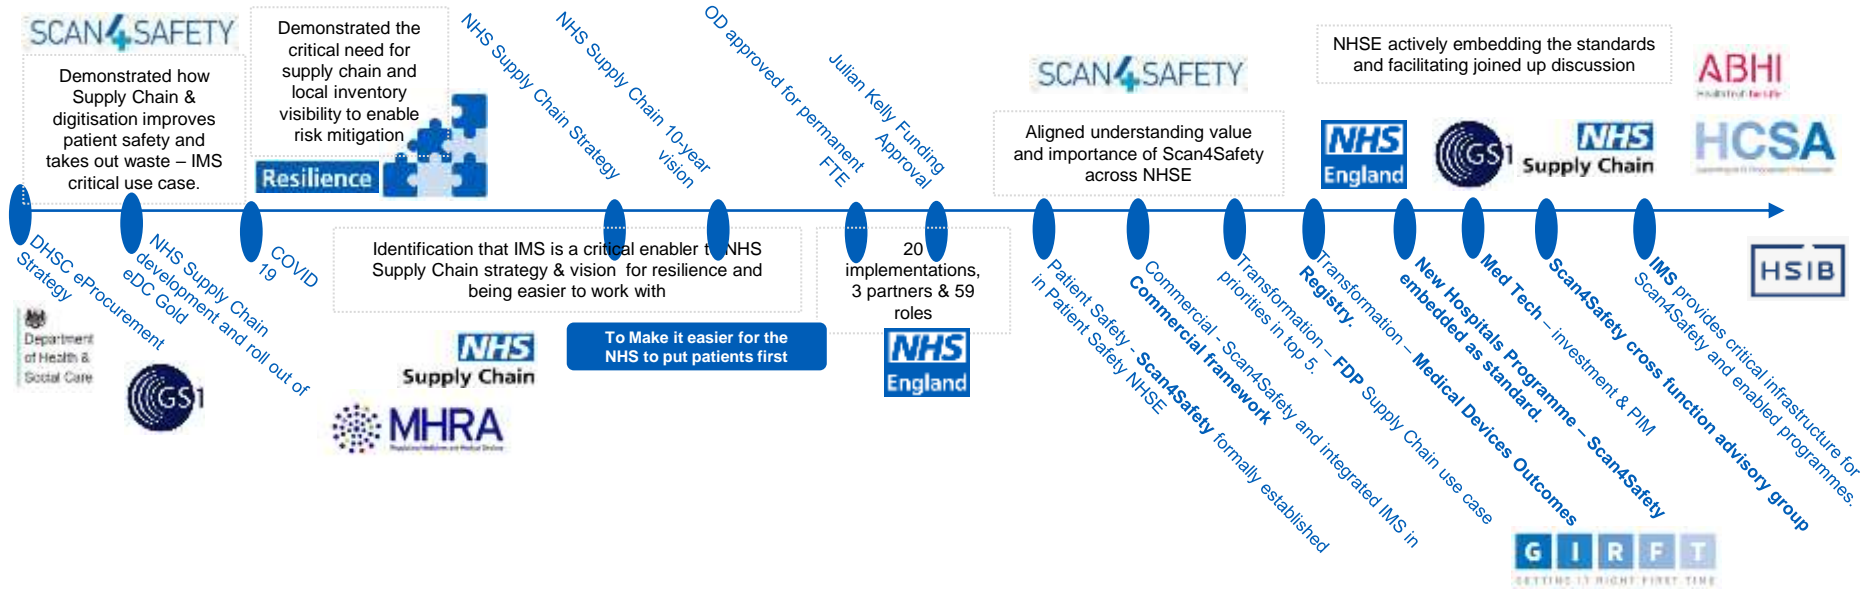 SCAN4SAFETY
Demonstrated how
Supply Chain &
digitisation improves
patient safety and
takes out waste – IMS
critical use case.
Demonstrated the
critical need for
supply chain and
local inventory
visibility to enable
risk mitigation
Resilience
NHS Supply Chain Strategy
NHS Supply Chain 10-year
vision
OD approved for permanent
FTE
Julian Kelly Funding
Approval
SCAN4SAFETY
Aligned understanding value
and importance of Scan4Safety
across NHSE
NHSE actively embedding the standards
and facilitating joined up discussion
NHS
England
GS1
NHS
Supply Chain
ABHI
HCSA
HSIB
DHSC eProcurement
Strategy
NHS Supply Chain
development and roll out of
eDC Gold
COVID
19
Identification that IMS is a critical enabler t NHS
Supply Chain strategy & vision for resilience and
being easier to work with
20
implementations,
3 partners & 59
roles
To Make it easier for the
NHS to put patients first
Department
of Health &
Social Care
GS1
NHS
Supply Chain
MHRA
NHS
England
Patient Safety - Scan4Safety formally established
in Patient Safety NHSE
Commercial - Scan4Safety and integrated IMS in
Commercial framework
Transformation – FDP Supply Chain use case
priorities in top 5.
Transformation – Medical Devices Outcomes
Registry.
New Hospitals Programme – Scan4Safety
embedded as standard.
Med Tech – investment & PIM
Scan4Safety cross function advisory group
IMS provides critical infrastructure for
Scan4Safety and enabled programmes.
GIRFT
GETTING IT RIGHT FIRST TIME